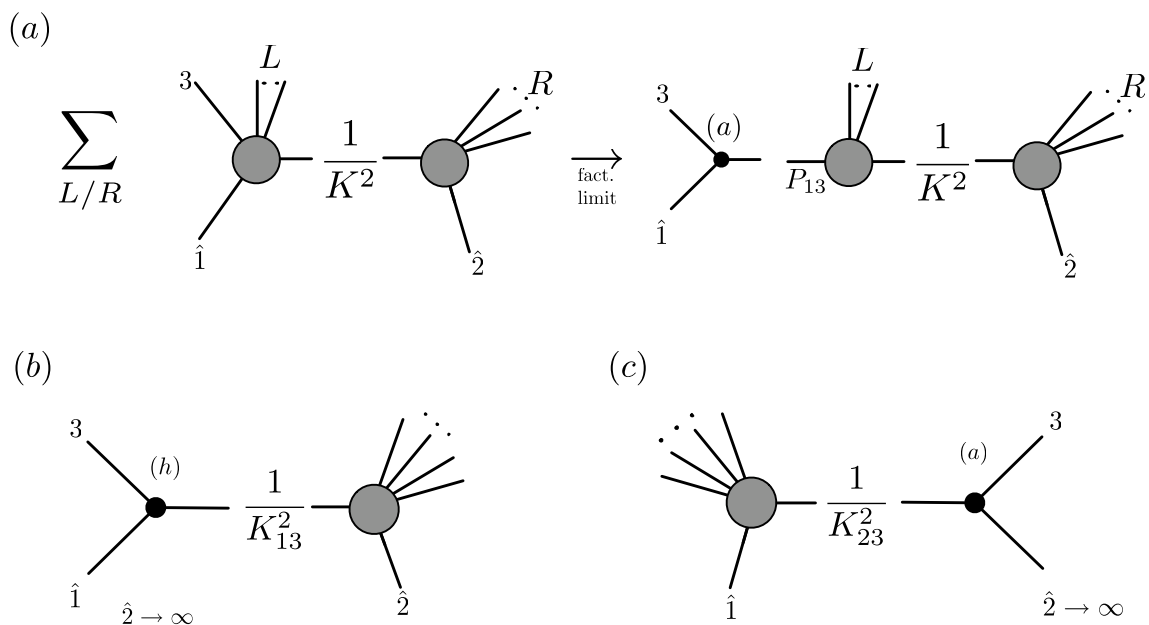 (a)
3 L R
∑ L/R
1/K²
1̂ 2̂
→ fact. limit
3 (a) L R
P₁₃ 1/K²
1̂ 2̂
(b)
3 (h)
1/K²₁₃
1̂ 2̂ → ∞ 2̂
(c)
3 (a)
1/K²₂₃
1̂ 2̂ → ∞